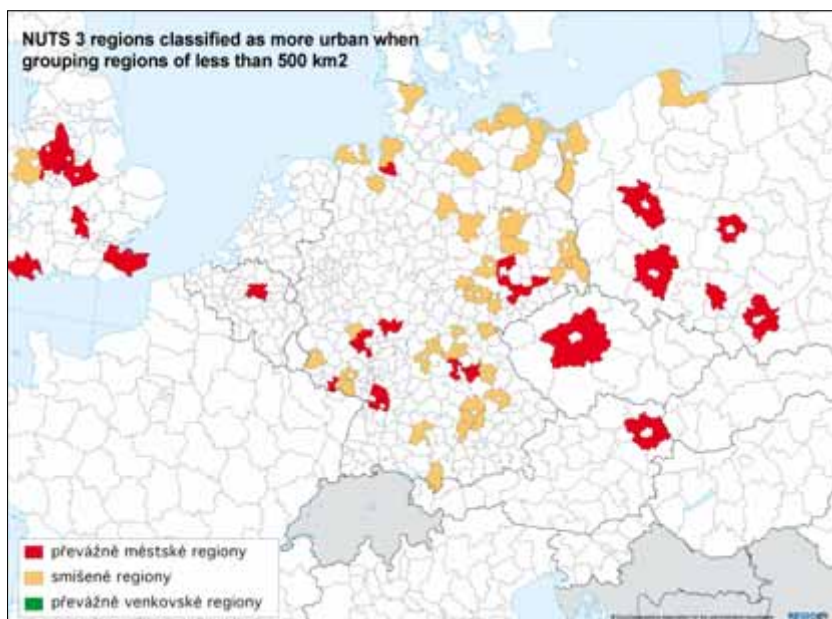 NUTS 3 regions classified as more urban when
grouping regions of less than 500 km2
převážně městské regiony
smíšené regiony
převážně venkovské regiony